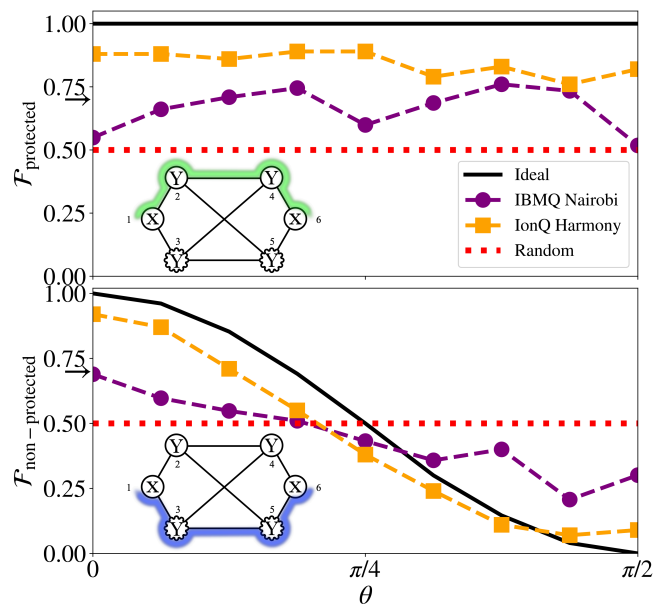 1.00
0.75
0.50
0.25
0.00
→
F_protected
Y Y
2 4
1 X X 6
3 5
Y Y
Ideal
IBMQ Nairobi
IonQ Harmony
Random
1.00
0.75
0.50
0.25
0.00
→
F_non − protected
Y Y
2 4
1 X X 6
3 5
Y Y
0 π/4 π/2
θ